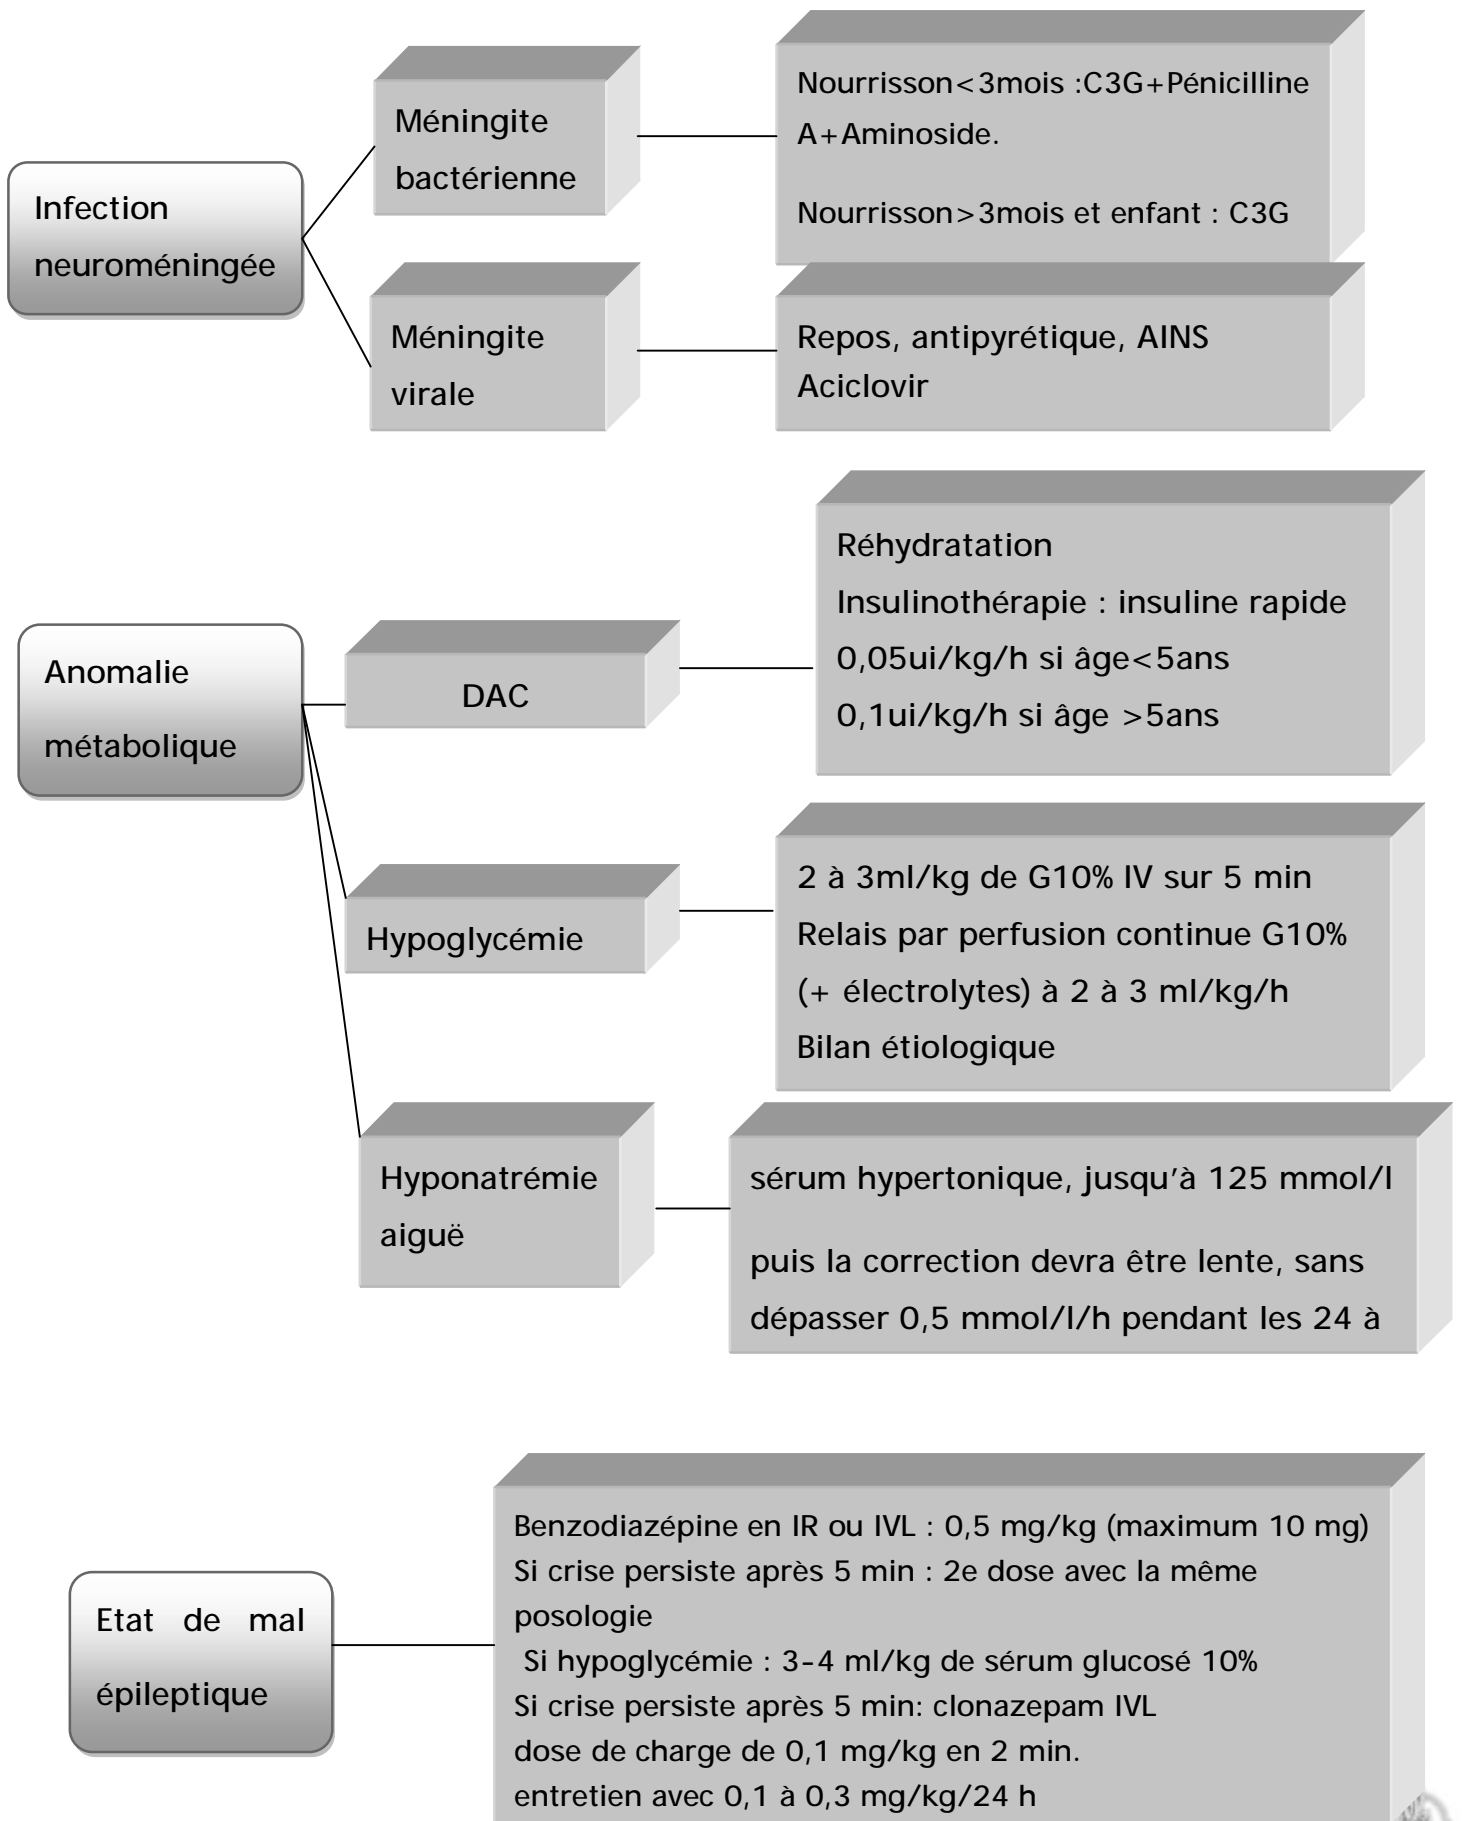 Infection
neuroméningée
Méningite
bactérienne
Nourrisson<3mois :C3G+Pénicilline
A+Aminoside.
Nourrisson>3mois et enfant : C3G
Méningite
virale
Repos, antipyrétique, AINS
Aciclovir
Anomalie
métabolique
DAC
Réhydratation
Insulinothérapie : insuline rapide
0,05ui/kg/h si âge<5ans
0,1ui/kg/h si âge >5ans
Hypoglycémie
2 à 3ml/kg de G10% IV sur 5 min
Relais par perfusion continue G10%
(+ électrolytes) à 2 à 3 ml/kg/h
Bilan étiologique
Hyponatrémie
aiguë
sérum hypertonique, jusqu’à 125 mmol/l
puis la correction devra être lente, sans
dépasser 0,5 mmol/l/h pendant les 24 à
Etat de mal
épileptique
Benzodiazépine en IR ou IVL : 0,5 mg/kg (maximum 10 mg)
Si crise persiste après 5 min : 2e dose avec la même
posologie
Si hypoglycémie : 3-4 ml/kg de sérum glucosé 10%
Si crise persiste après 5 min: clonazepam IVL
dose de charge de 0,1 mg/kg en 2 min.
entretien avec 0,1 à 0,3 mg/kg/24 h